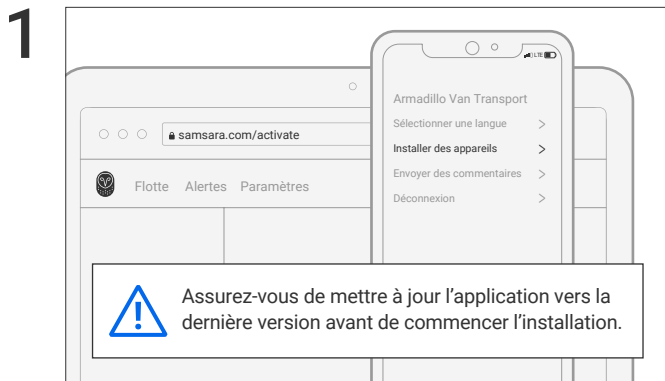 1
LTE
Armadillo Van Transport
Sélectionner une langue
samsara.com/activate
Installer des appareils
Envoyer des commentaires
Flotte Alertes Paramètres
Déconnexion
Assurez-vous de mettre à jour l’application vers la
dernière version avant de commencer l’installation.